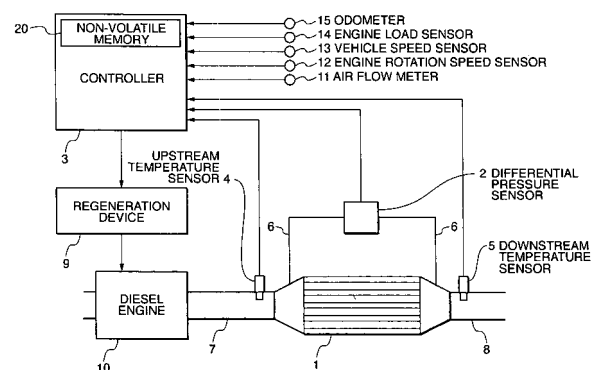 20
NON-VOLATILE
MEMORY
CONTROLLER
15 ODOMETER
14 ENGINE LOAD SENSOR
13 VEHICLE SPEED SENSOR
12 ENGINE ROTATION SPEED SENSOR
11 AIR FLOW METER
3
UPSTREAM
TEMPERATURE
SENSOR 4
2 DIFFERENTIAL
PRESSURE
SENSOR
REGENERATION
DEVICE
9
6
6
5 DOWNSTREAM
TEMPERATURE
SENSOR
DIESEL
ENGINE
10
7
1
8